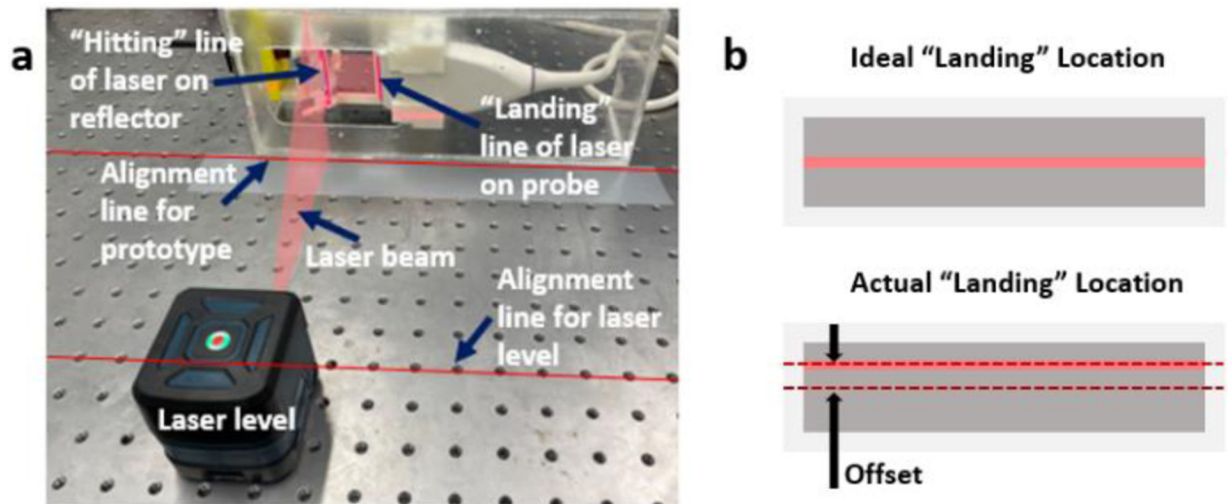 a
“Hitting” line
of laser on
reflector
“Landing”
line of laser
on probe
Alignment
line for
prototype
Laser beam
Alignment
line for laser
level
Laser level
b
Ideal “Landing” Location
Actual “Landing” Location
Offset